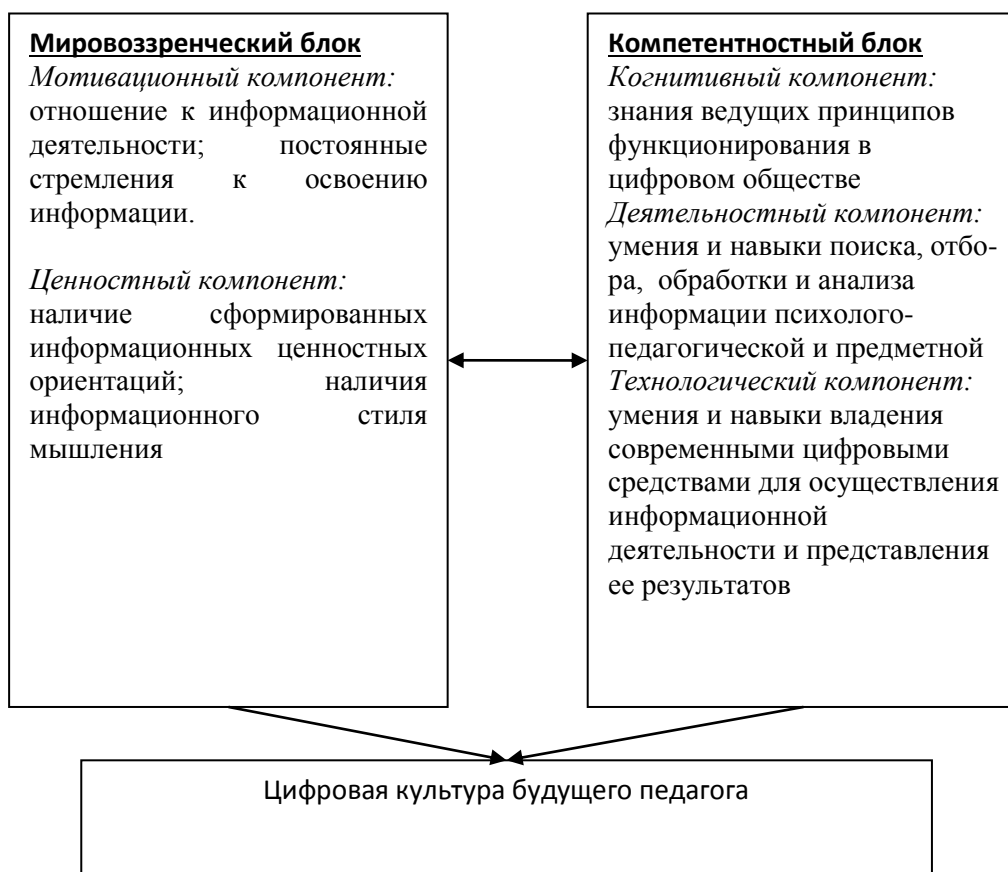 Мировоззренческий блок
Мотивационный компонент:
отношение к информационной
деятельности; постоянные
стремления к освоению
информации.
Ценностный компонент:
наличие сформированных
информационных ценностных
ориентаций; наличия
информационного стиля
мышления
Компетентностный блок
Когнитивный компонент:
знания ведущих принципов
функционирования в
цифровом обществе
Деятельностный компонент:
умения и навыки поиска, отбо-
ра, обработки и анализа
информации психолого-
педагогической и предметной
Технологический компонент:
умения и навыки владения
современными цифровыми
средствами для осуществления
информационной
деятельности и представления
ее результатов
Цифровая культура будущего педагога